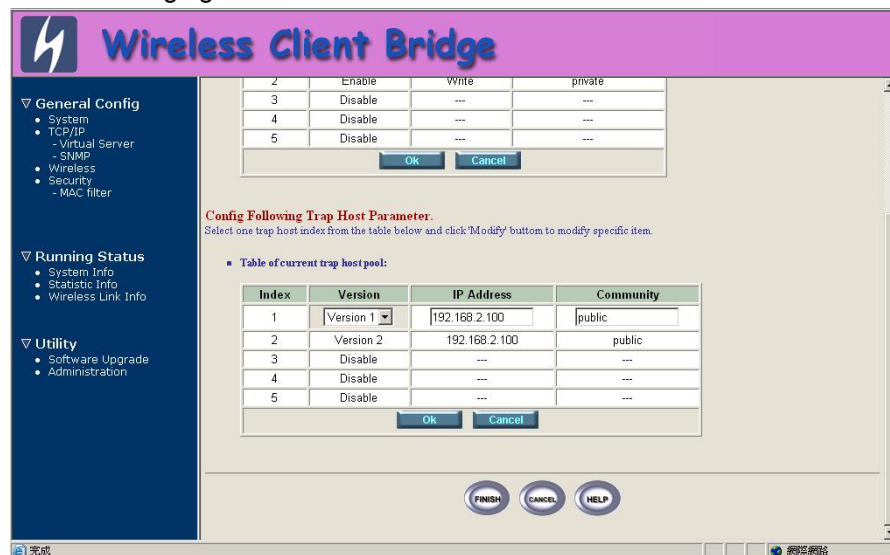 Wireless Client Bridge
General Config
System
TCP/IP
- Virtual Server
- SNMP
Wireless
Security
- MAC filter
Running Status
System Info
Statistic Info
Wireless Link Info
Utility
Software Upgrade
Administration
2 Enable Write private
3 Disable --- ---
4 Disable --- ---
5 Disable --- ---
Ok Cancel
Config Following Trap Host Parameter.
Select one trap host index from the table below and click 'Modify' buttom to modify specific item.
Table of current trap host pool:
Index Version IP Address Community
1 Version 1 192.168.2.100 public
2 Version 2 192.168.2.100 public
3 Disable --- ---
4 Disable --- ---
5 Disable --- ---
Ok Cancel
FINISH CANCEL HELP
完成 網際網路